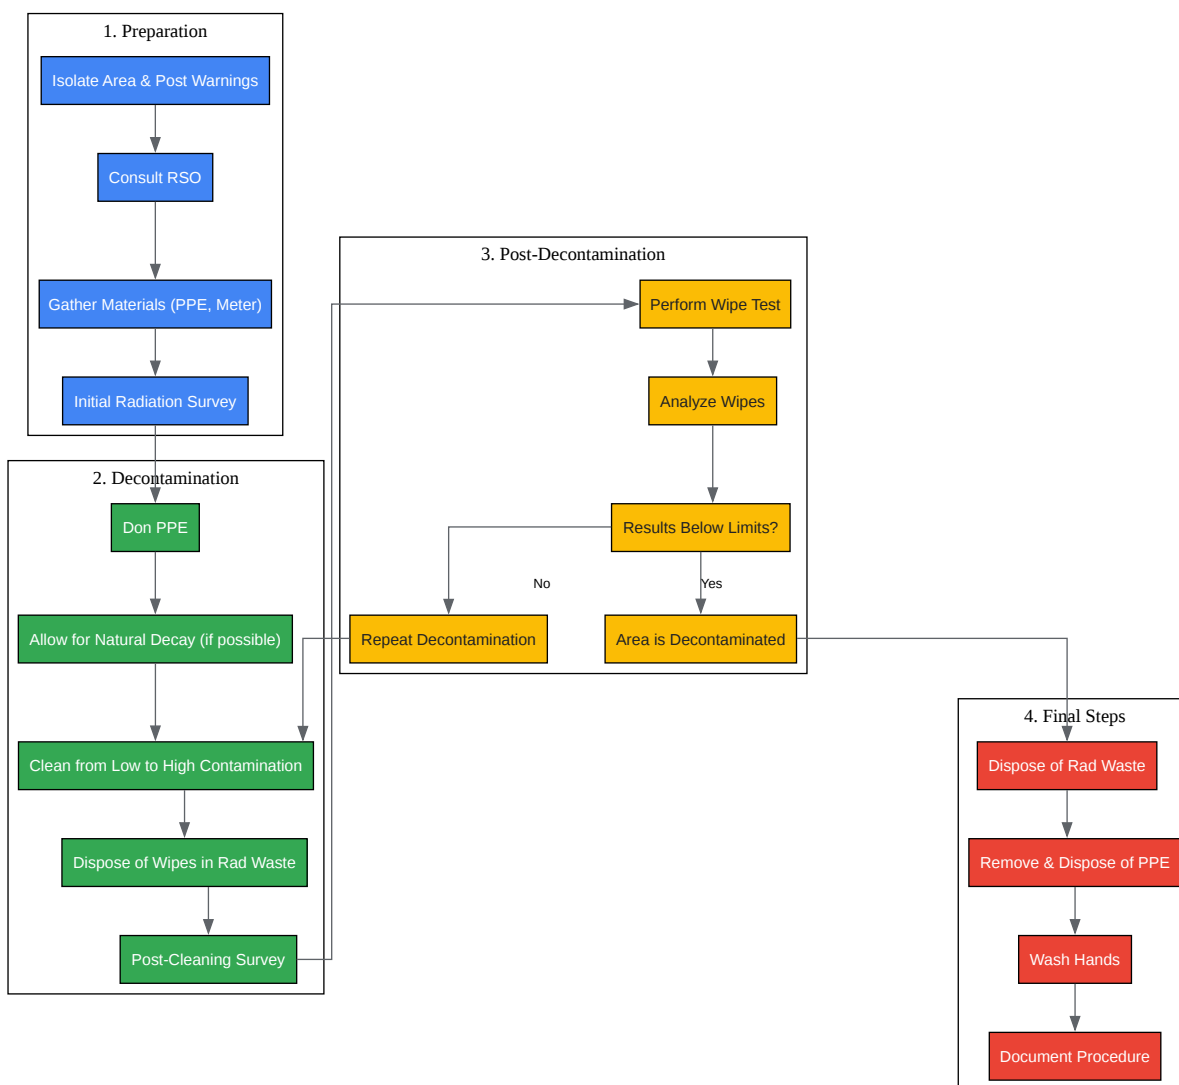 1. Preparation
Isolate Area & Post Warnings
Consult RSO
Gather Materials (PPE, Meter)
Initial Radiation Survey
2. Decontamination
Don PPE
Allow for Natural Decay (if possible)
Clean from Low to High Contamination
Dispose of Wipes in Rad Waste
Post-Cleaning Survey
3. Post-Decontamination
Perform Wipe Test
Analyze Wipes
Results Below Limits?
No
Yes
Repeat Decontamination
Area is Decontaminated
4. Final Steps
Dispose of Rad Waste
Remove & Dispose of PPE
Wash Hands
Document Procedure